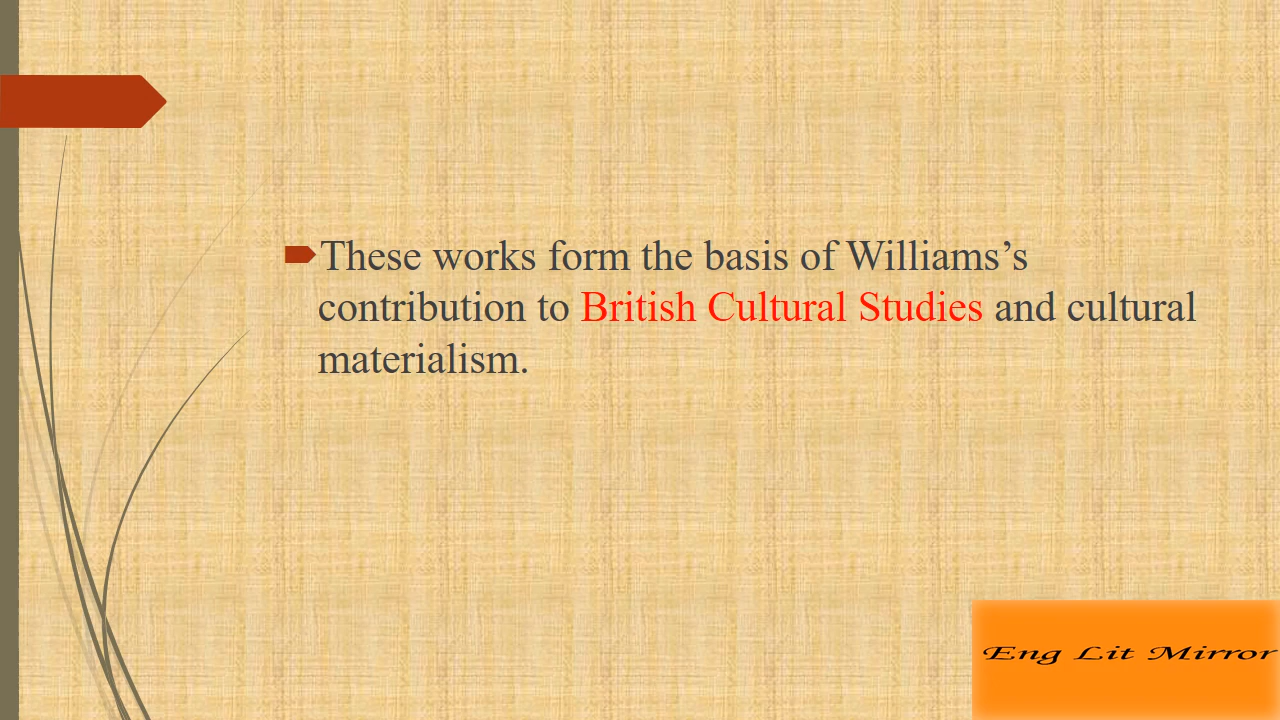 These works form the basis of Williams’s
contribution to British Cultural Studies and cultural
materialism.
Eng Lit Mirror